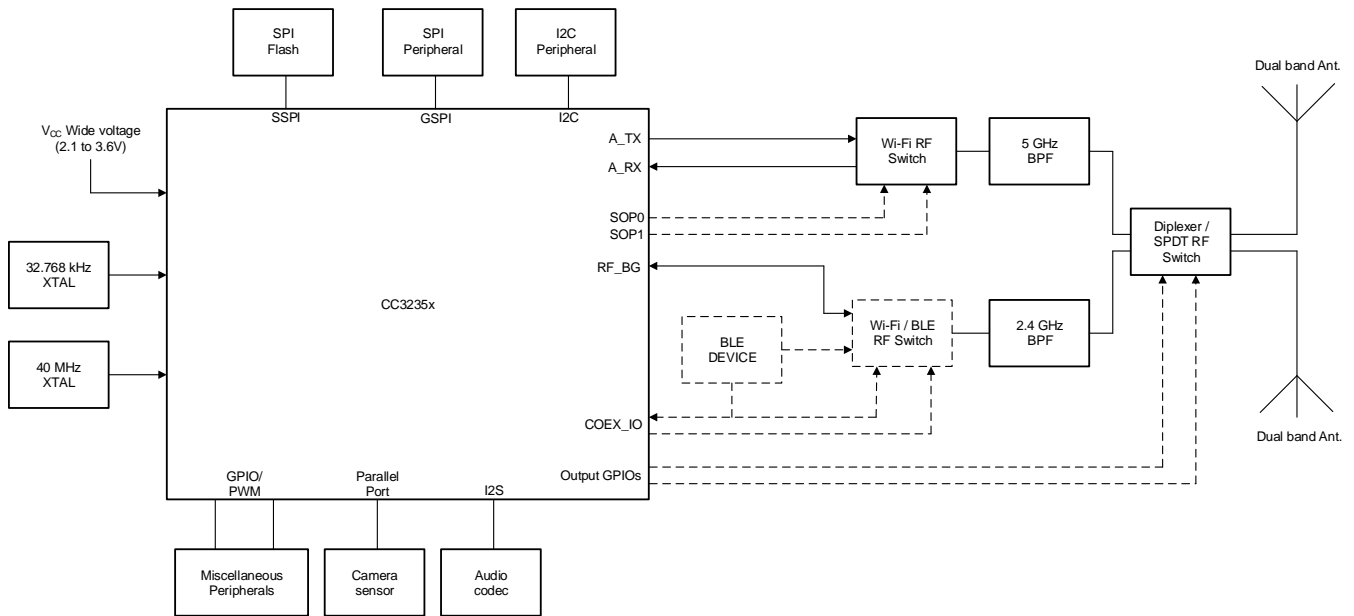 SPI
Flash
SPI
Peripheral
I2C
Peripheral
Dual band Ant.
SSPI
GSPI
I2C
VCC Wide voltage
(2.1 to 3.6V)
A_TX
A_RX
Wi-Fi RF
Switch
5 GHz
BPF
SOP0
SOP1
Diplexer /
SPDT RF
Switch
32.768 kHz
XTAL
RF_BG
CC3235x
BLE
DEVICE
Wi-Fi / BLE
RF Switch
2.4 GHz
BPF
40 MHz
XTAL
COEX_IO
Dual band Ant.
GPIO/
PWM
Parallel
Port
I2S
Output GPIOs
Miscellaneous
Peripherals
Camera
sensor
Audio
codec